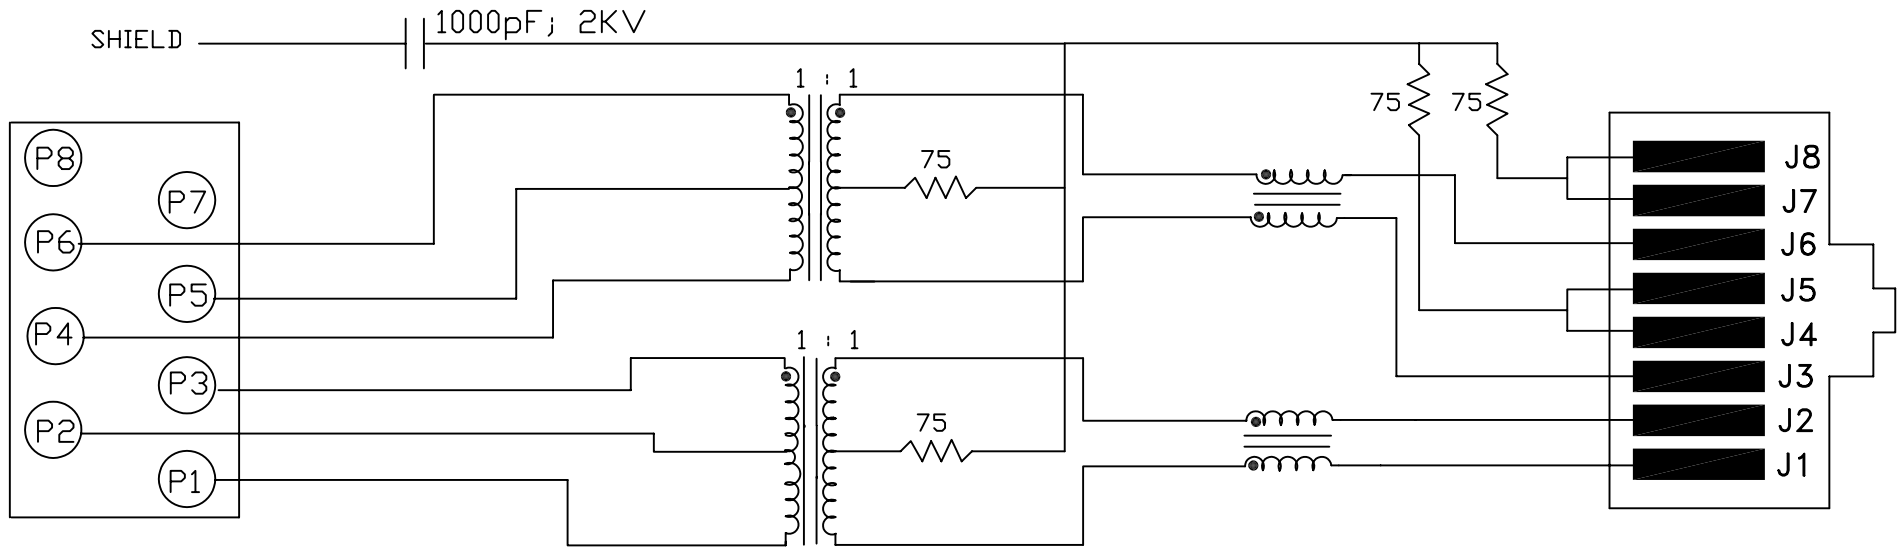 SHIELD
1000pF; 2KV
1 : 1
75
75
75
P8
P7
P6
P5
P4
P3
P2
P1
1 : 1
75
J8
J7
J6
J5
J4
J3
J2
J1